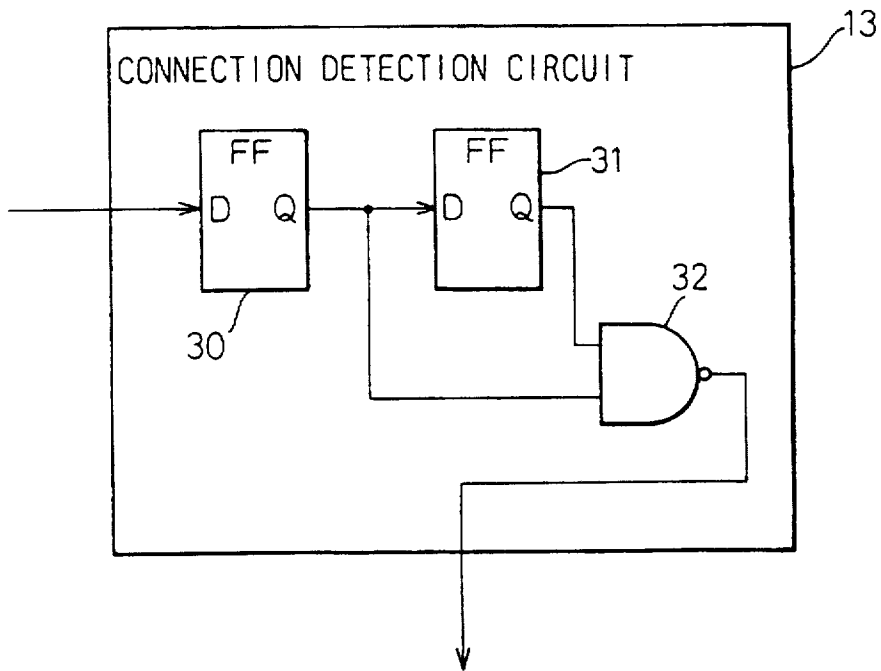 13
CONNECTION DETECTION CIRCUIT
FF
D Q
30
FF
D Q
31
32